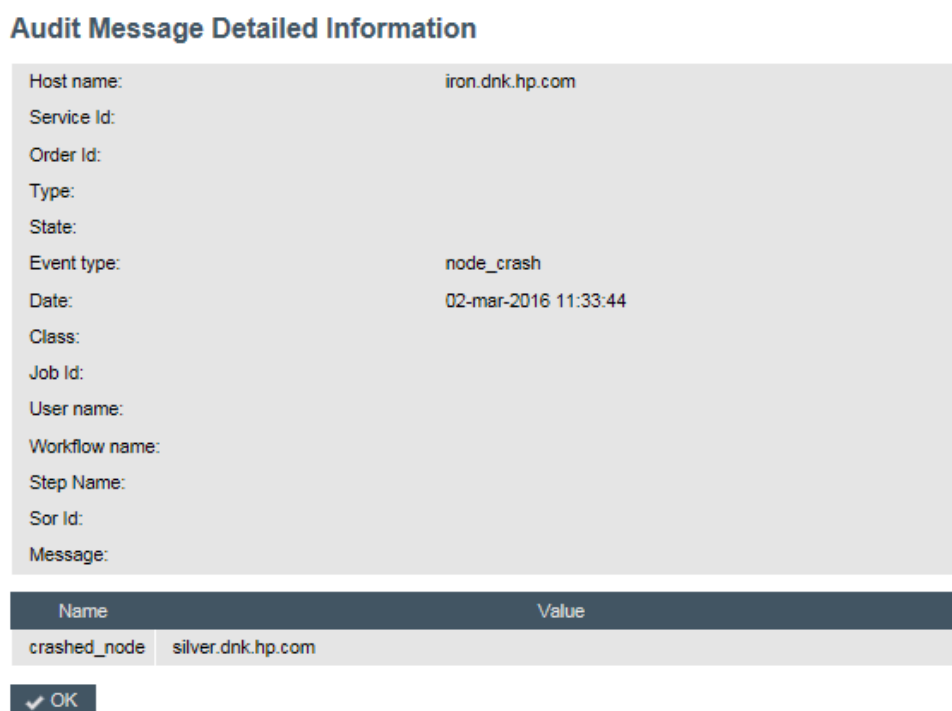 Audit Message Detailed Information
Host name: iron.dnk.hp.com
Service Id:
Order Id:
Type:
State:
Event type: node_crash
Date: 02-mar-2016 11:33:44
Class:
Job Id:
User name:
Workflow name:
Step Name:
Sor Id:
Message:
Name Value
crashed_node silver.dnk.hp.com
OK